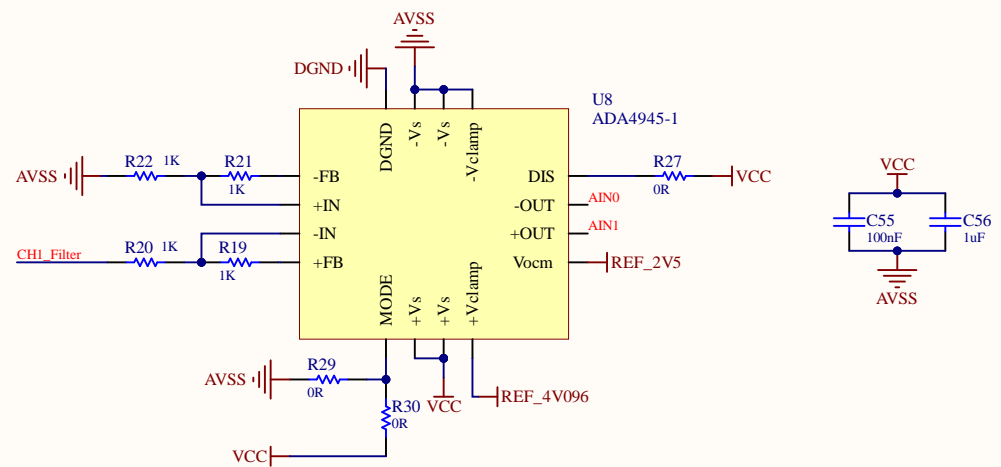 AVSS
DGND
U8
ADA4945-1
DGND
-Vs
-Vs
-Vclamp
AVSS
R22 1K
R21
1K
-FB
+IN
-IN
+FB
CH1_Filter
R20 1K
R19
1K
DIS
-OUT
+OUT
Vocm
R27
0R
VCC
AIN0
AIN1
REF_2V5
MODE
+Vs
+Vs
+Vclamp
AVSS
R29
0R
R30
0R
VCC
VCC
REF_4V096
VCC
C55
100nF
C56
1uF
AVSS